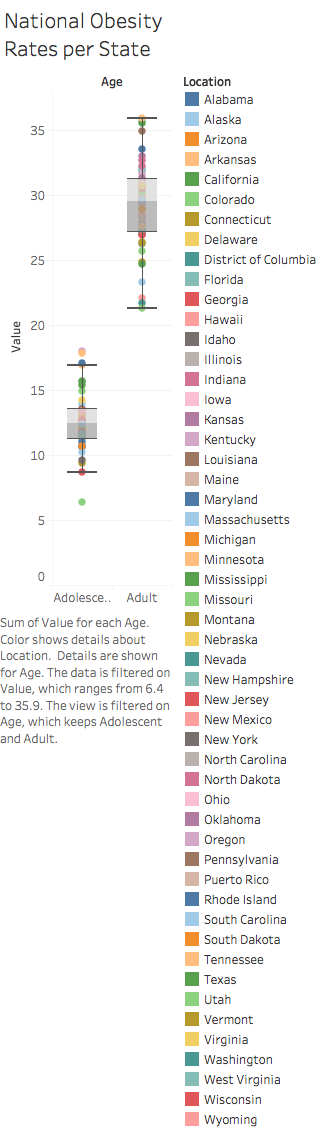 National Obesity
Rates per State
Age
Location
Value
35
30
25
20
15
10
5
0
Adolesce..
Adult
Alabama
Alaska
Arizona
Arkansas
California
Colorado
Connecticut
Delaware
District of Columbia
Florida
Georgia
Hawaii
Idaho
Illinois
Indiana
Iowa
Kansas
Kentucky
Louisiana
Maine
Maryland
Massachusetts
Michigan
Minnesota
Mississippi
Missouri
Montana
Nebraska
Nevada
New Hampshire
New Jersey
New Mexico
New York
North Carolina
North Dakota
Ohio
Oklahoma
Oregon
Pennsylvania
Puerto Rico
Rhode Island
South Carolina
South Dakota
Tennessee
Texas
Utah
Vermont
Virginia
Washington
West Virginia
Wisconsin
Wyoming
Sum of Value for each Age.
Color shows details about
Location.  Details are shown
for Age. The data is filtered on
Value, which ranges from 6.4
to 35.9. The view is filtered on
Age, which keeps Adolescent
and Adult.